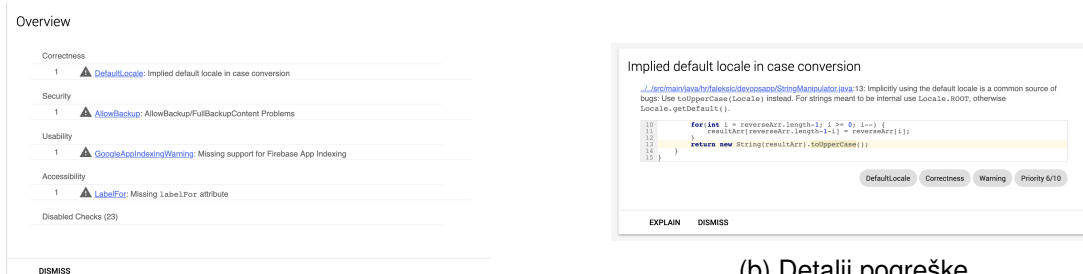 Overview
Correctness
1 DefaultLocale: Implied default locale in case conversion
Security
1 AllowBackup: AllowBackup/FullBackupContent Problems
Usability
1 GoogleAppIndexingWarning: Missing support for Firebase App Indexing
Accessibility
1 LabelFor: Missing labelFor attribute
Disabled Checks (23)
DISMISS
Implied default locale in case conversion
../../src/main/java/hr/faleksic/devopsapp/StringManipulator.java:13: Implicitly using the default locale is a common source of
bugs: Use toUpperCase(Locale) instead. For strings meant to be internal use Locale.ROOT, otherwise
Locale.getDefault().
10 for(int i = reverseArr.length-1; i >= 0; i--) {
11 resultArr[reverseArr.length-1-i] = reverseArr[i];
12 }
13 return new String(resultArr).toUpperCase();
14 }
15 }
DefaultLocale Correctness Warning Priority 6/10
EXPLAIN DISMISS
(b) Detalji pogreške